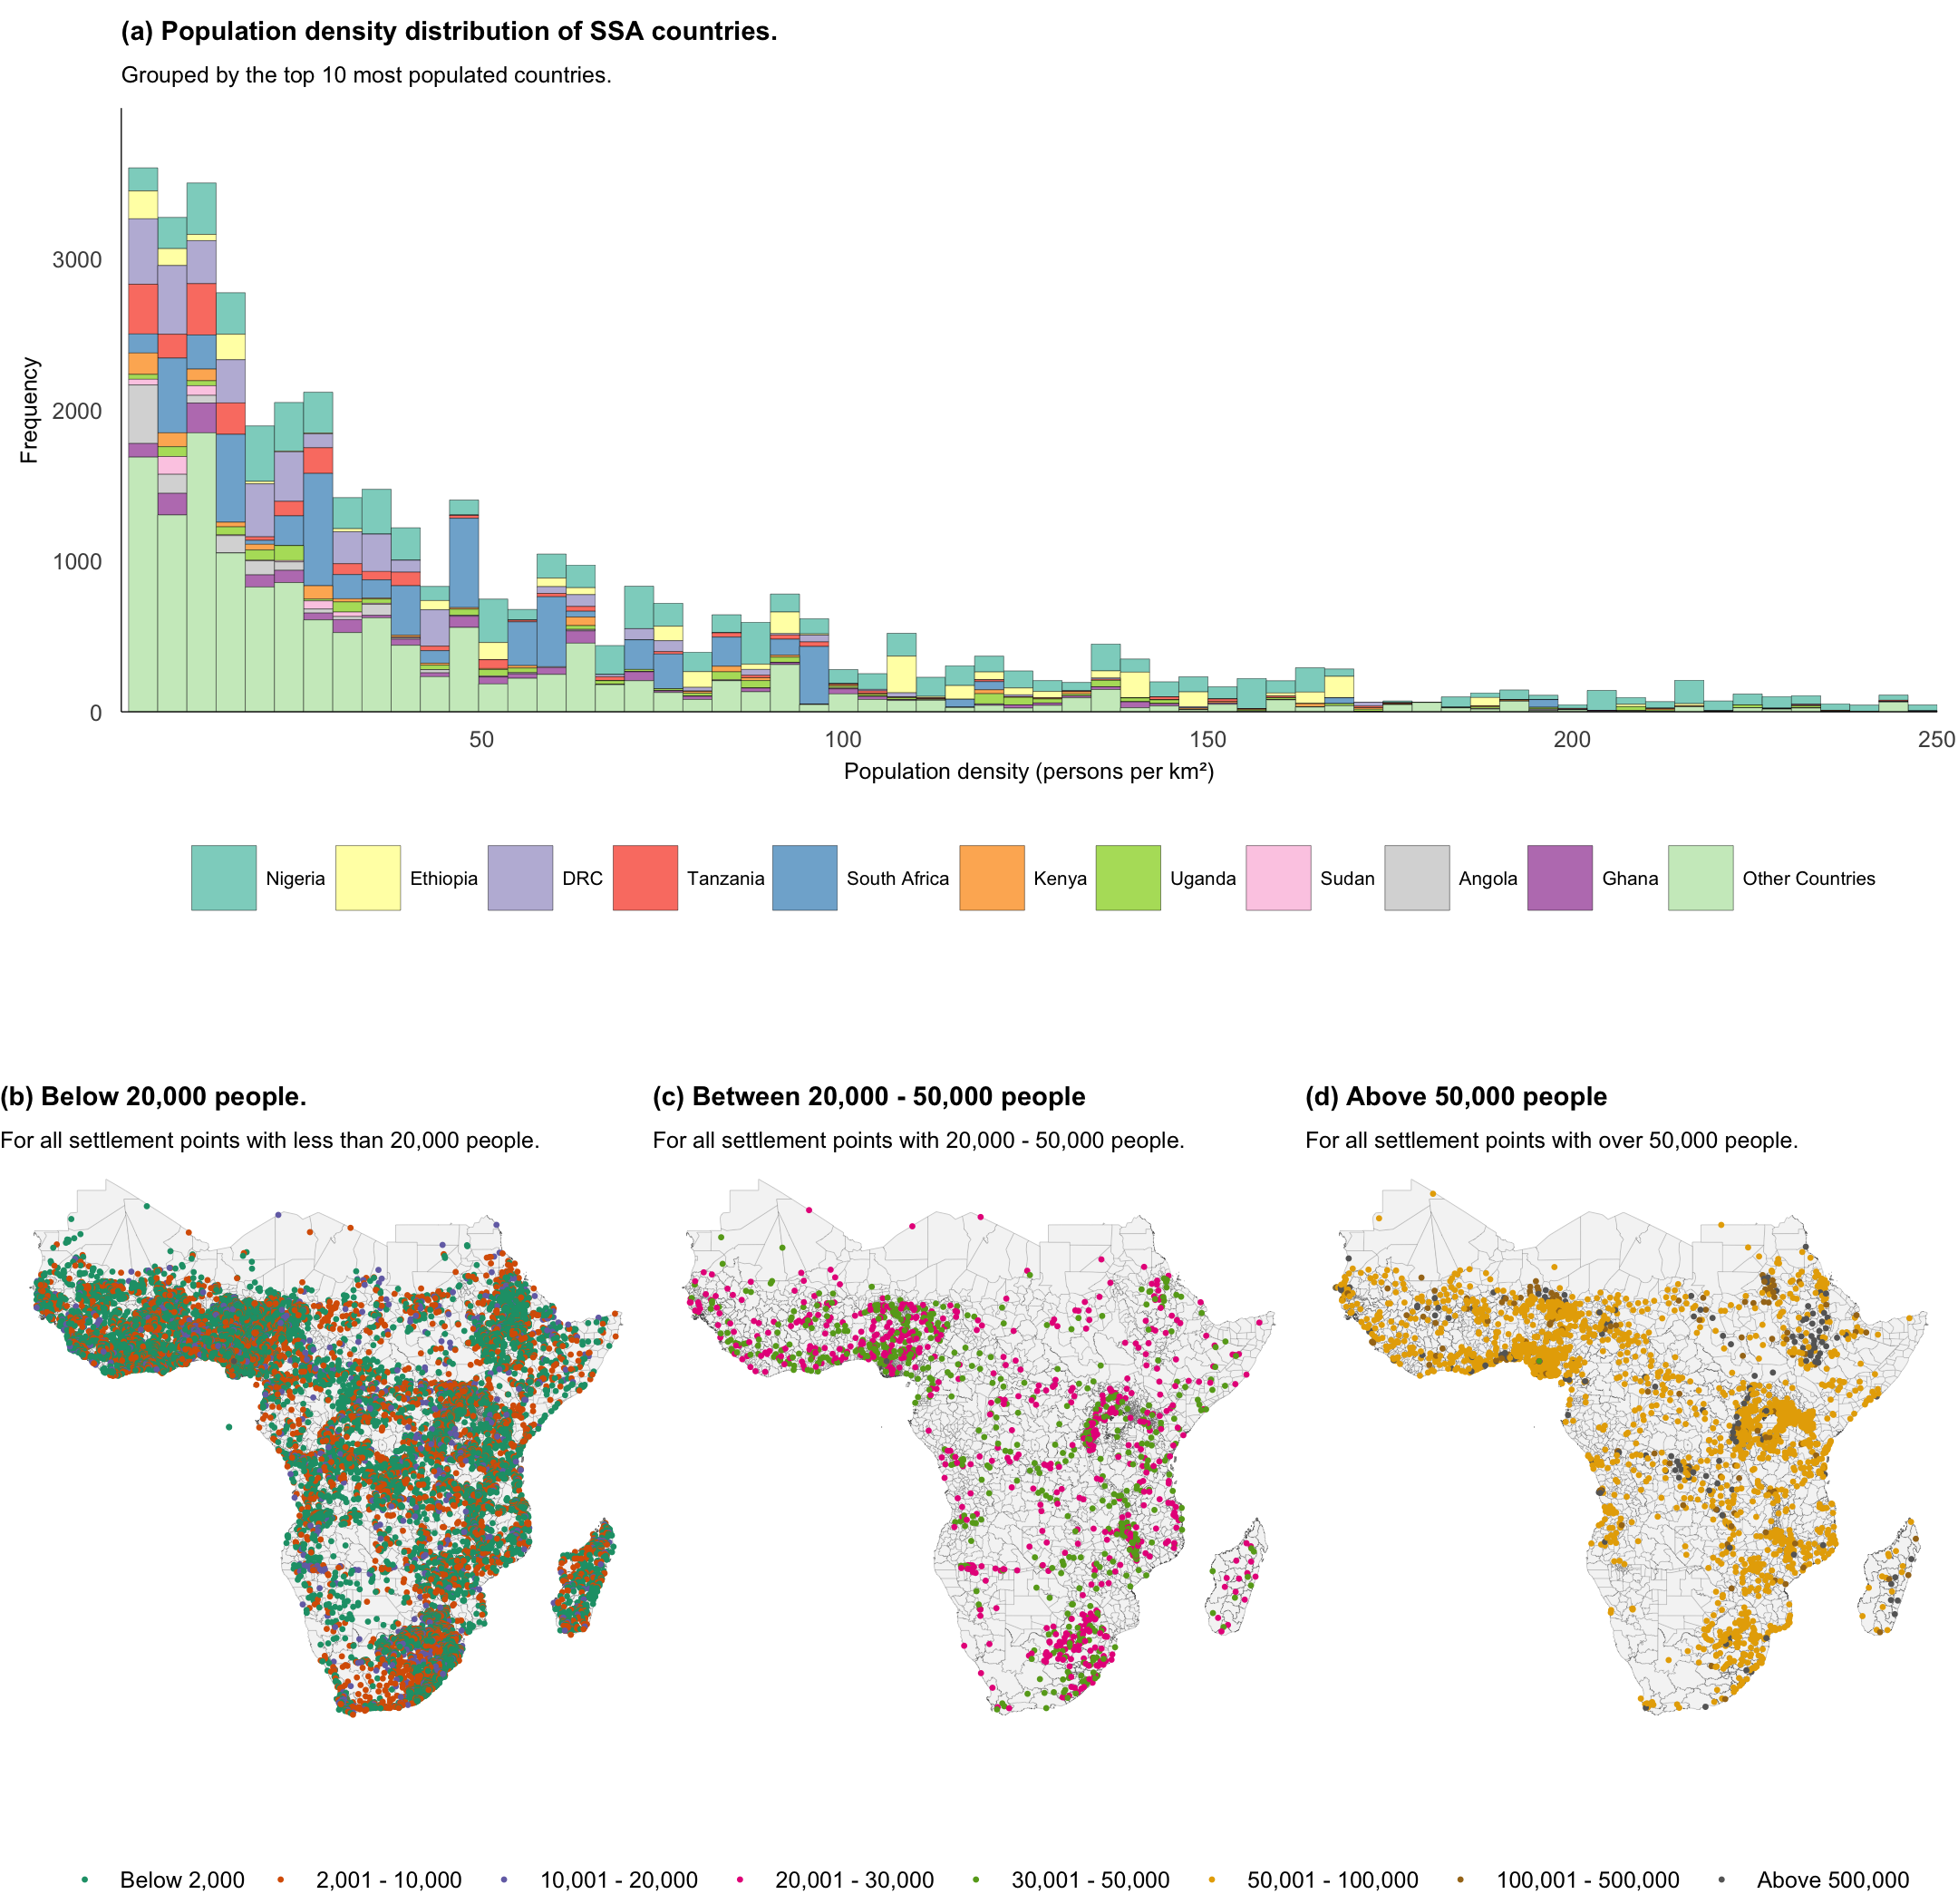 (a) Population density distribution of SSA countries.
Grouped by the top 10 most populated countries.
3000
2000
1000
0
Frequency
50 100 150 200 250
Population density (persons per km²)
Nigeria Ethiopia DRC Tanzania South Africa Kenya Uganda Sudan Angola Ghana Other Countries
(b) Below 20,000 people.
For all settlement points with less than 20,000 people.
(c) Between 20,000 - 50,000 people
For all settlement points with 20,000 - 50,000 people.
(d) Above 50,000 people
For all settlement points with over 50,000 people.
Below 2,000 2,001 - 10,000 10,001 - 20,000 20,001 - 30,000 30,001 - 50,000 50,001 - 100,000 100,001 - 500,000 Above 500,000